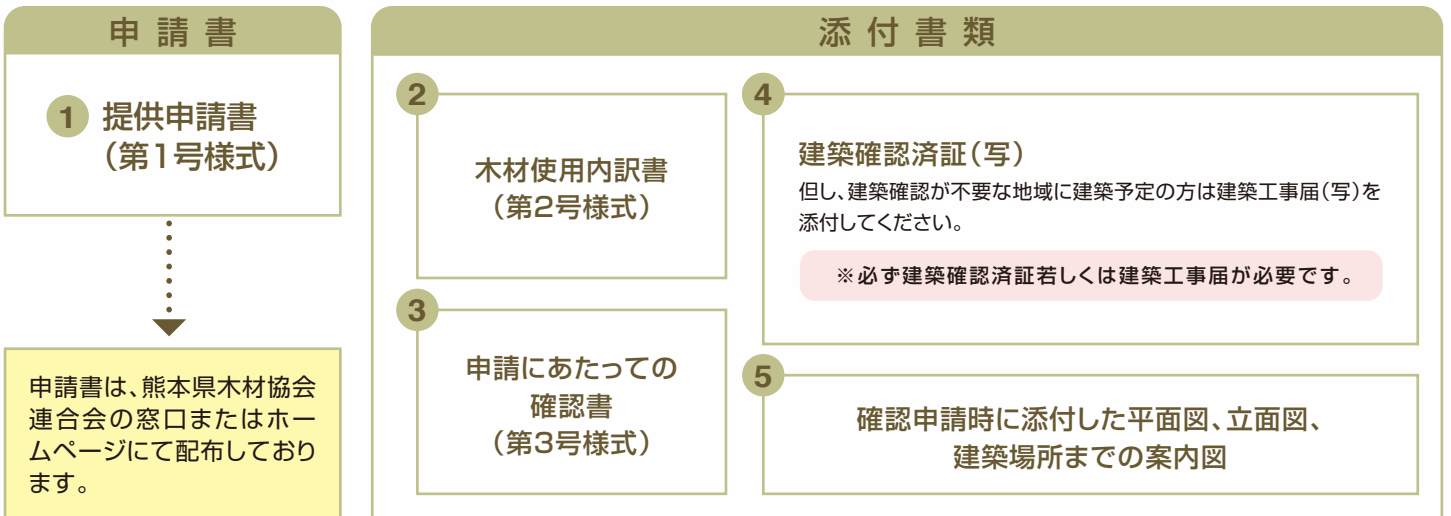 申請書
1 提供申請書
（第1号様式）
申請書は、熊本県木材協会
連合会の窓口またはホー
ムページにて配布しており
ます。
添付書類
2
木材使用内訳書
（第2号様式）
3
申請にあたっての
確認書
（第3号様式）
4
建築確認済証（写）
但し、建築確認が不要な地域に建築予定の方は建築工事届（写）を
添付してください。
※必ず建築確認済証若しくは建築工事届が必要です。
5
確認申請時に添付した平面図、立面図、
建築場所までの案内図